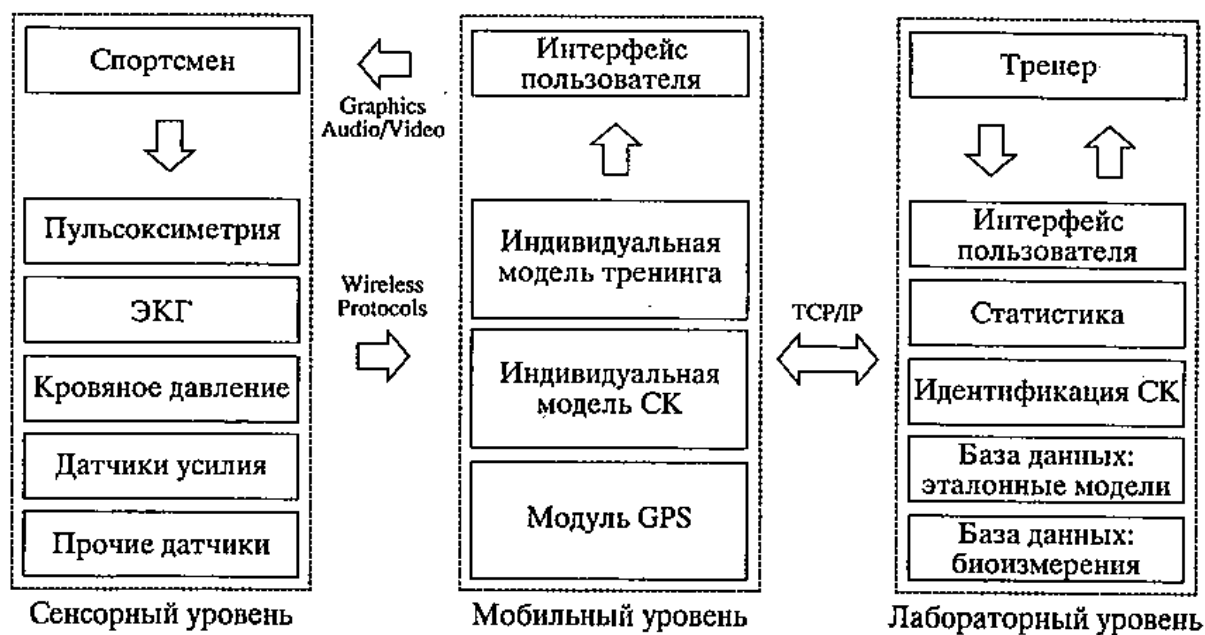 Спортсмен
Пульсоксиметрия
ЭКГ
Кровяное давление
Датчики усилия
Прочие датчики
Сенсорный уровень
Graphics
Audio/Video
Wireless
Protocols
Интерфейс
пользователя
Индивидуальная
модель тренинга
Индивидуальная
модель СК
Модуль GPS
Мобильный уровень
TCP/IP
Тренер
Интерфейс
пользователя
Статистика
Идентификация СК
База данных:
эталонные модели
База данных:
биоизмерения
Лабораторный уровень